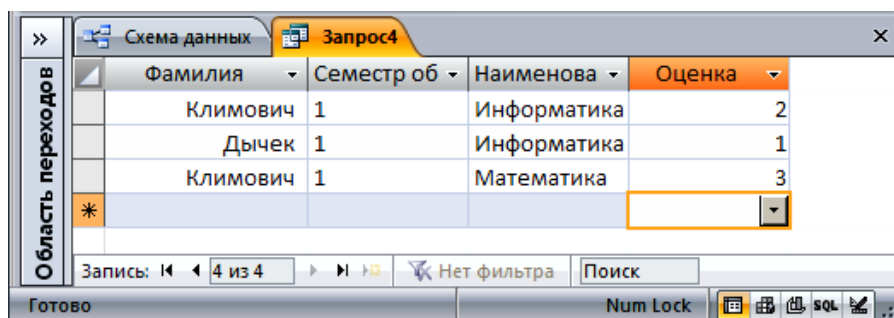 » Схема данных Запрос4 ×
Область переходов
Фамилия Семестр об Наименова Оценка
Климович 1 Информатика 2
Дычек 1 Информатика 1
Климович 1 Математика 3
*
Запись: 4 из 4 Нет фильтра Поиск
Готово Num Lock SQL